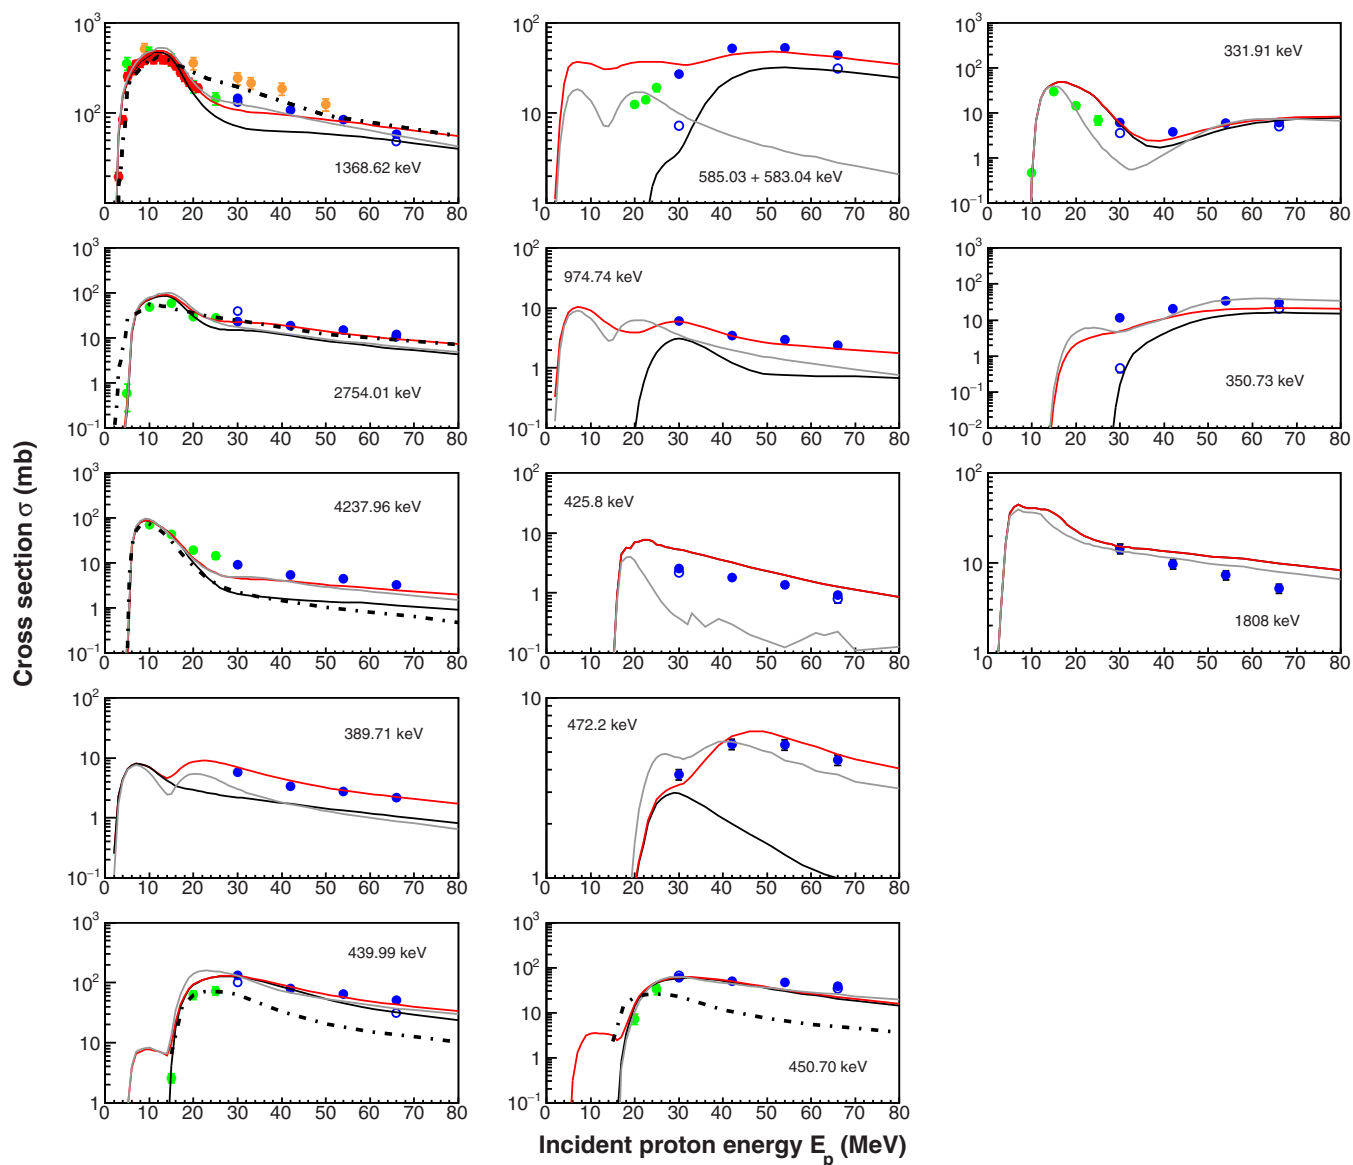 10³
10²
10
1368.62 keV
0 10 20 30 40 50 60 70 80
10²
10
1
585.03 + 583.04 keV
0 10 20 30 40 50 60 70 80
10³
10²
10
1
10⁻¹
331.91 keV
0 10 20 30 40 50 60 70 80
10³
10²
10
1
10⁻¹
2754.01 keV
0 10 20 30 40 50 60 70 80
10²
10
1
10⁻¹
974.74 keV
0 10 20 30 40 50 60 70 80
10³
10²
10
1
10⁻¹
10⁻²
350.73 keV
0 10 20 30 40 50 60 70 80
Cross section σ (mb)
10³
10²
10
1
10⁻¹
4237.96 keV
0 10 20 30 40 50 60 70 80
10²
10
1
10⁻¹
425.8 keV
0 10 20 30 40 50 60 70 80
10²
10
1
1808 keV
0 10 20 30 40 50 60 70 80
10²
10
1
10⁻¹
389.71 keV
0 10 20 30 40 50 60 70 80
10
1
472.2 keV
0 10 20 30 40 50 60 70 80
10³
10²
10
1
439.99 keV
0 10 20 30 40 50 60 70 80
10³
10²
10
1
10⁻¹
450.70 keV
0 10 20 30 40 50 60 70 80
Incident proton energy Eₚ (MeV)